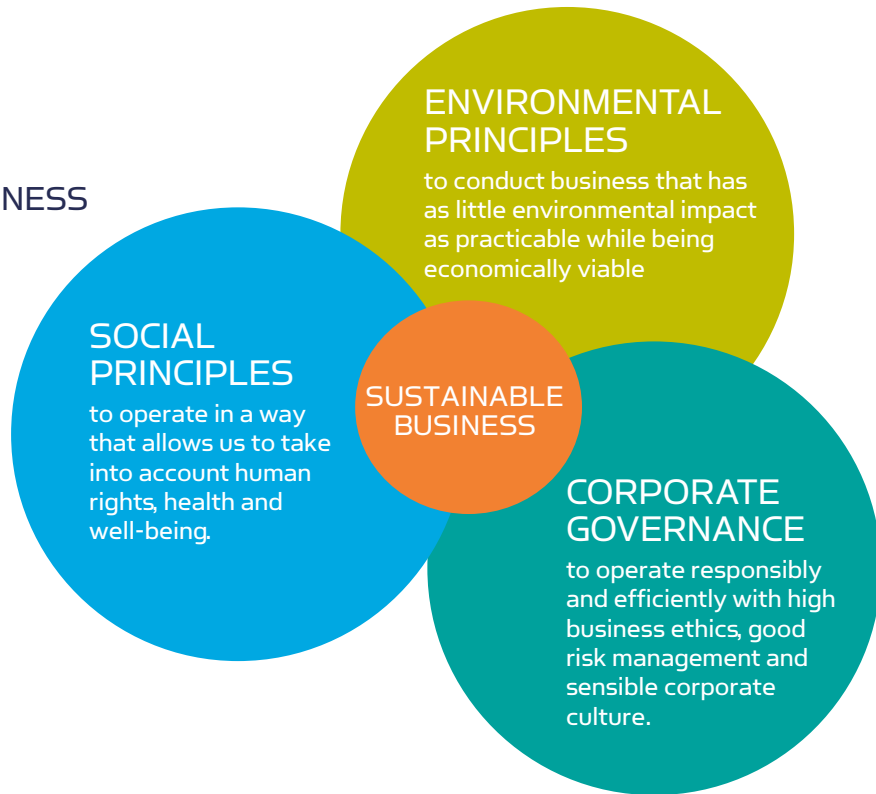 NESS
ENVIRONMENTAL
PRINCIPLES
to conduct business that has
as little environmental impact
as practicable while being
economically viable
SOCIAL
PRINCIPLES
to operate in a way
that allows us to take
into account human
rights, health and
well-being.
SUSTAINABLE
BUSINESS
CORPORATE
GOVERNANCE
to operate responsibly
and efficiently with high
business ethics, good
risk management and
sensible corporate
culture.